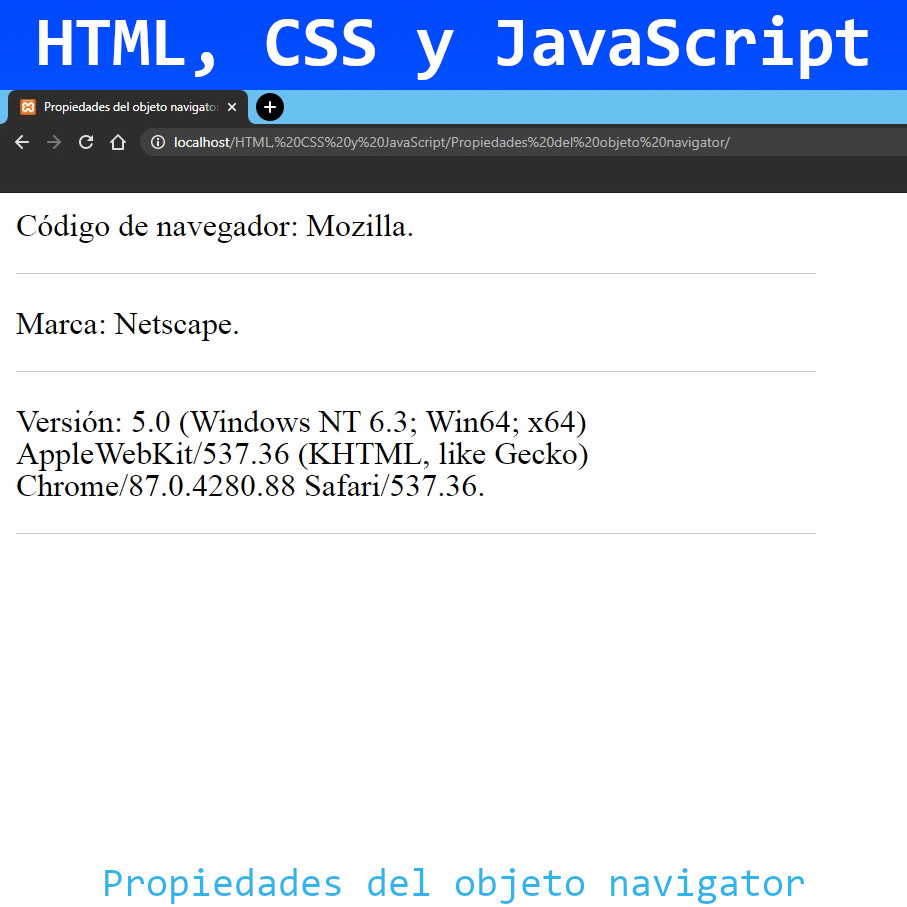 HTML, CSS y JavaScript
Propiedades del objeto navigato
localhost/HTML,%20CSS%20y%20JavaScript/Propiedades%20del%20objeto%20navigator/
Código de navegador: Mozilla.
Marca: Netscape.
Versión: 5.0 (Windows NT 6.3; Win64; x64)
AppleWebKit/537.36 (KHTML, like Gecko)
Chrome/87.0.4280.88 Safari/537.36.
Propiedades del objeto navigator